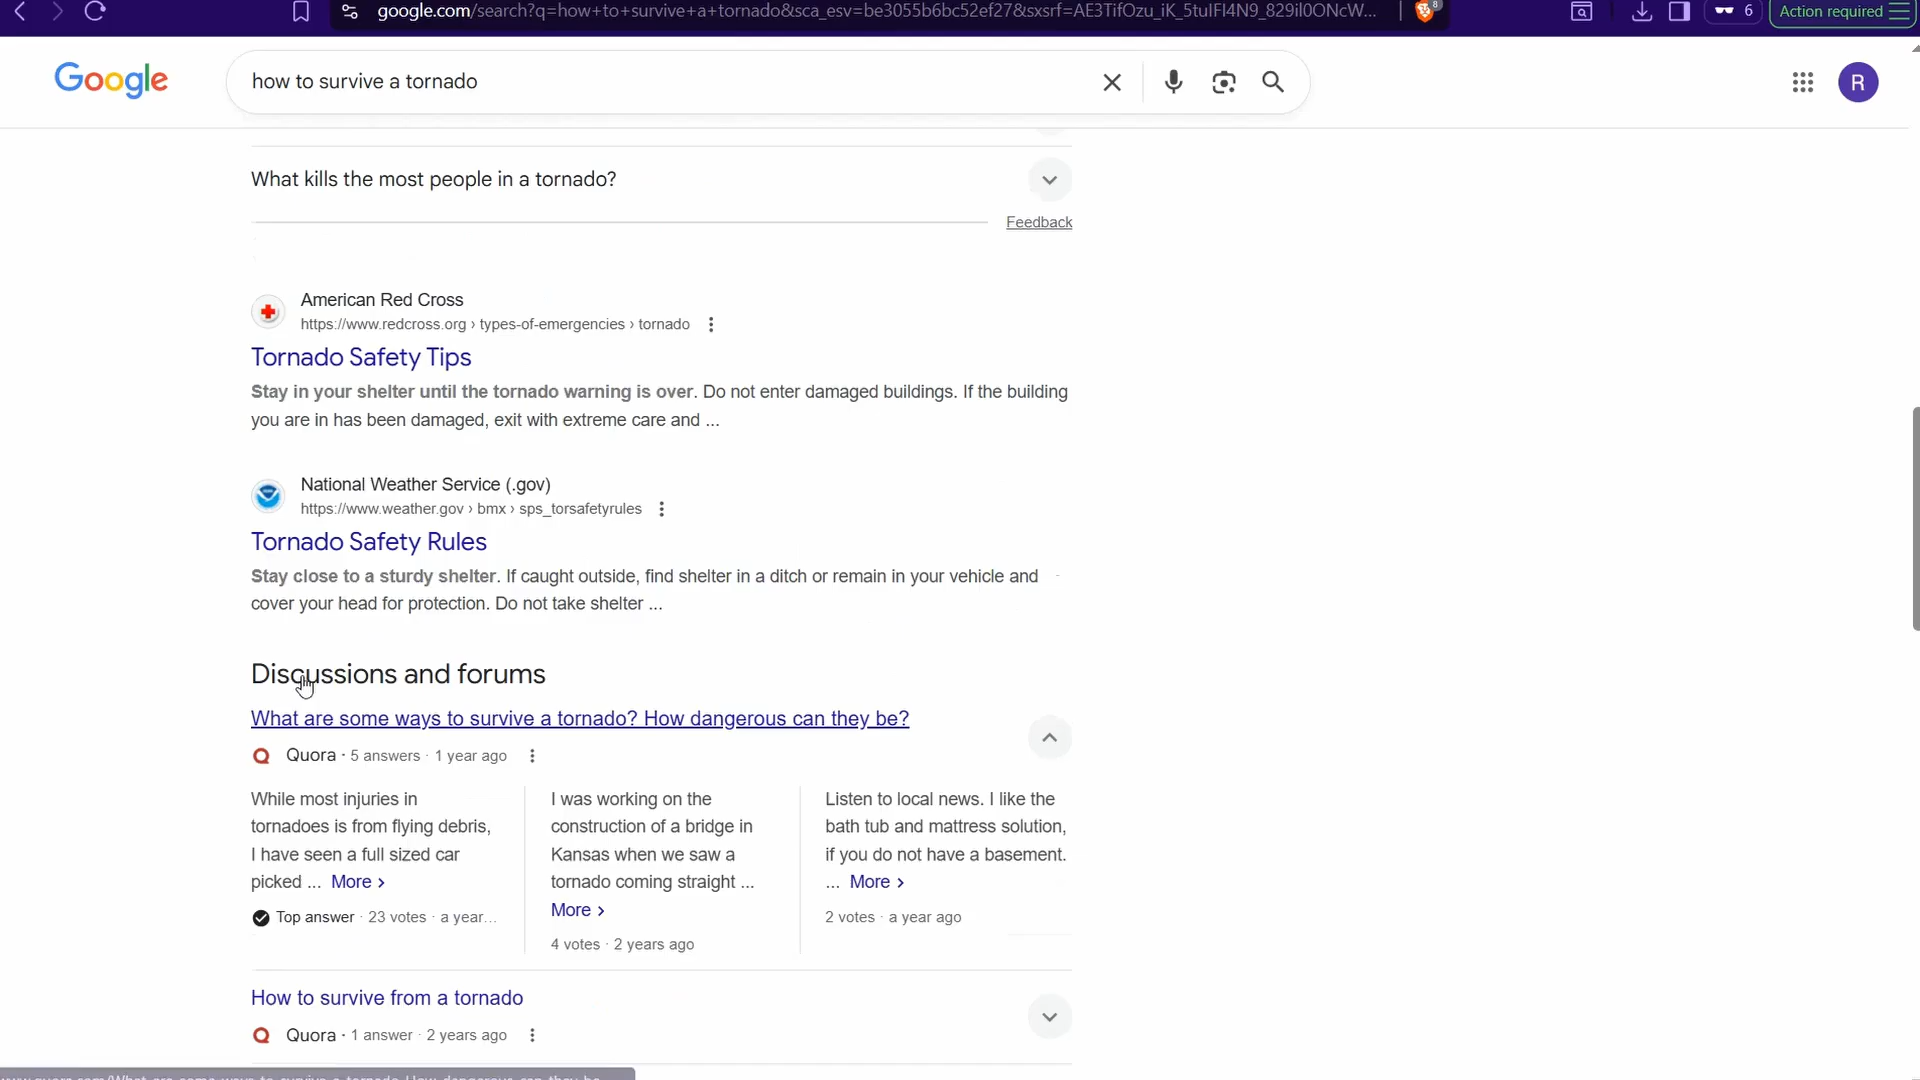 google.com/search?q=how+to+survive+a+tornado&sca_esv=be3055b6bc52ef27&sxsrf=AE3TifOzu_iK_5tuIFI4N9_829il0ONcW...
8
6
Action required
Google
how to survive a tornado
R
What kills the most people in a tornado?
Feedback
American Red Cross
https://www.redcross.org › types-of-emergencies › tornado
Tornado Safety Tips
Stay in your shelter until the tornado warning is over. Do not enter damaged buildings. If the building
you are in has been damaged, exit with extreme care and ...
National Weather Service (.gov)
https://www.weather.gov › bmx › sps_torsafetyrules
Tornado Safety Rules
Stay close to a sturdy shelter. If caught outside, find shelter in a ditch or remain in your vehicle and
cover your head for protection. Do not take shelter ...
Discussions and forums
What are some ways to survive a tornado? How dangerous can they be?
Quora · 5 answers · 1 year ago
While most injuries in
tornadoes is from flying debris,
I have seen a full sized car
picked ... More ›
Top answer · 23 votes · a year...
I was working on the
construction of a bridge in
Kansas when we saw a
tornado coming straight ...
More ›
4 votes · 2 years ago
Listen to local news. I like the
bath tub and mattress solution,
if you do not have a basement.
... More ›
2 votes · a year ago
How to survive from a tornado
Quora · 1 answer · 2 years ago